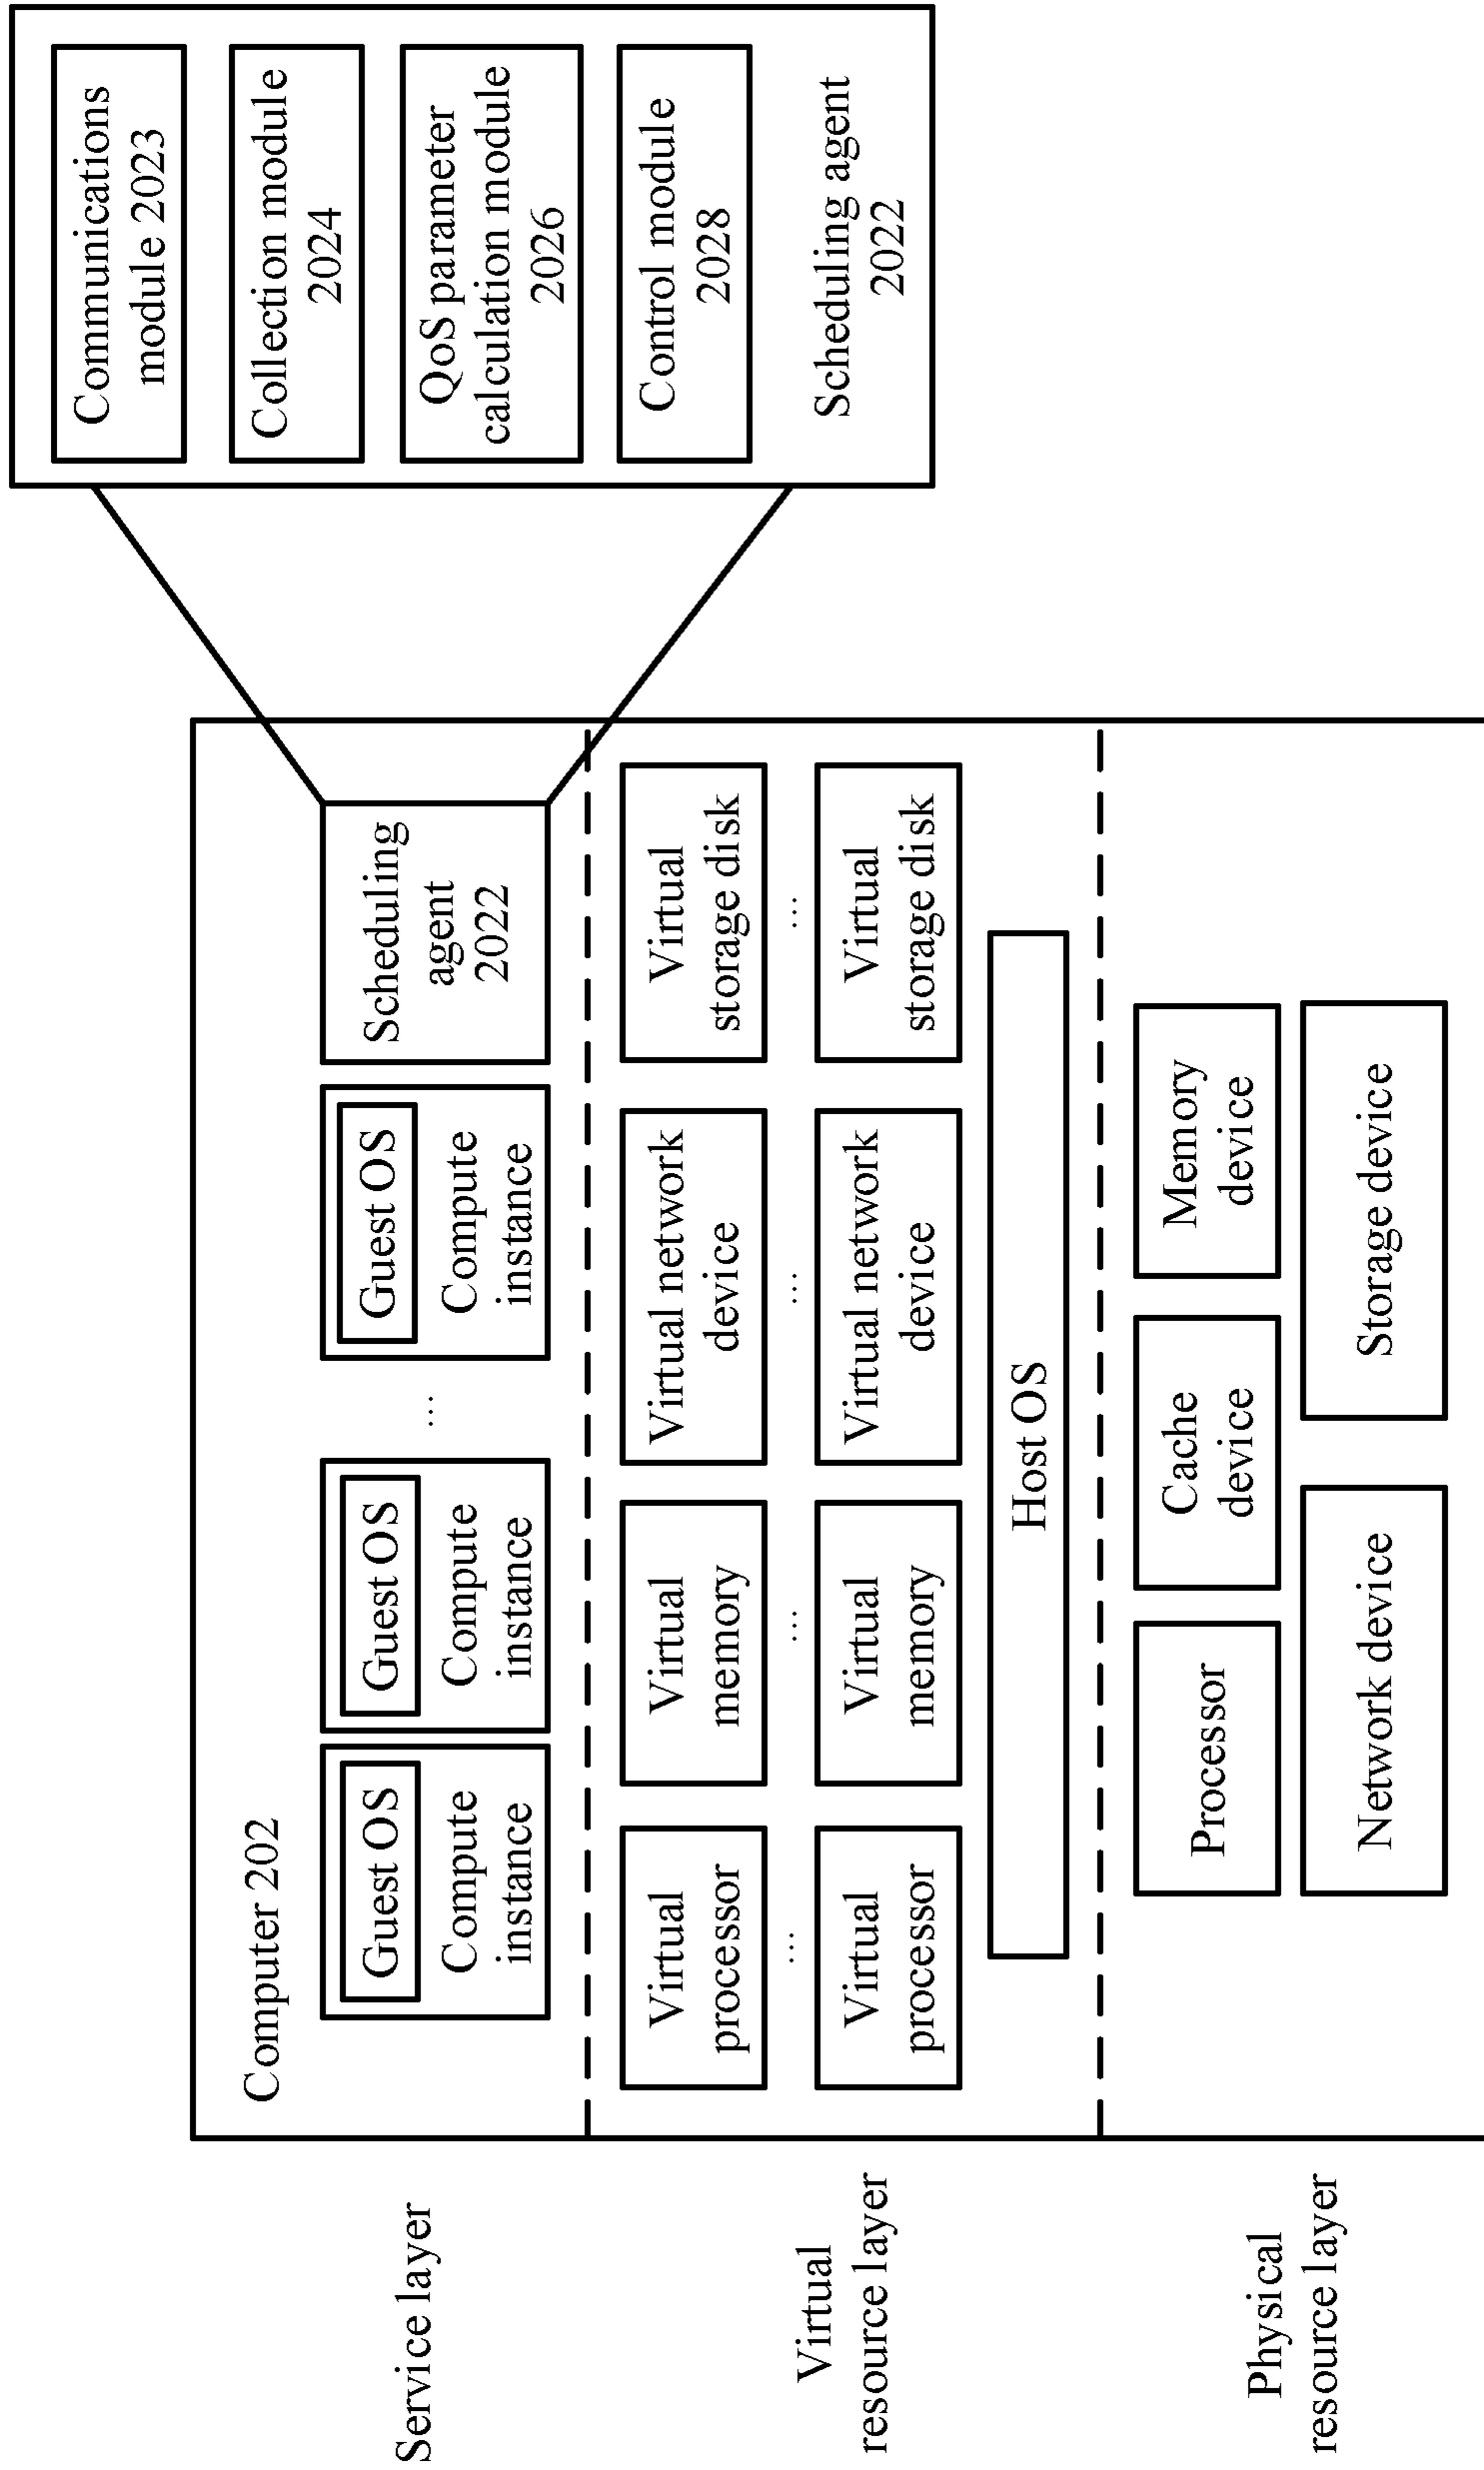 Computer 202
Service layer
Guest OS
Compute
instance
Guest OS
Compute
instance
...
Guest OS
Compute
instance
Scheduling
agent
2022
Communications
module 2023
Collection module
2024
QoS parameter
calculation module
2026
Control module
2028
Scheduling agent
2022
Virtual
resource layer
Virtual
processor
Virtual
memory
Virtual network
device
Virtual
storage disk
...
...
...
...
Virtual
processor
Virtual
memory
Virtual network
device
Virtual
storage disk
Host OS
Physical
resource layer
Processor
Cache
device
Memory
device
Network device
Storage device